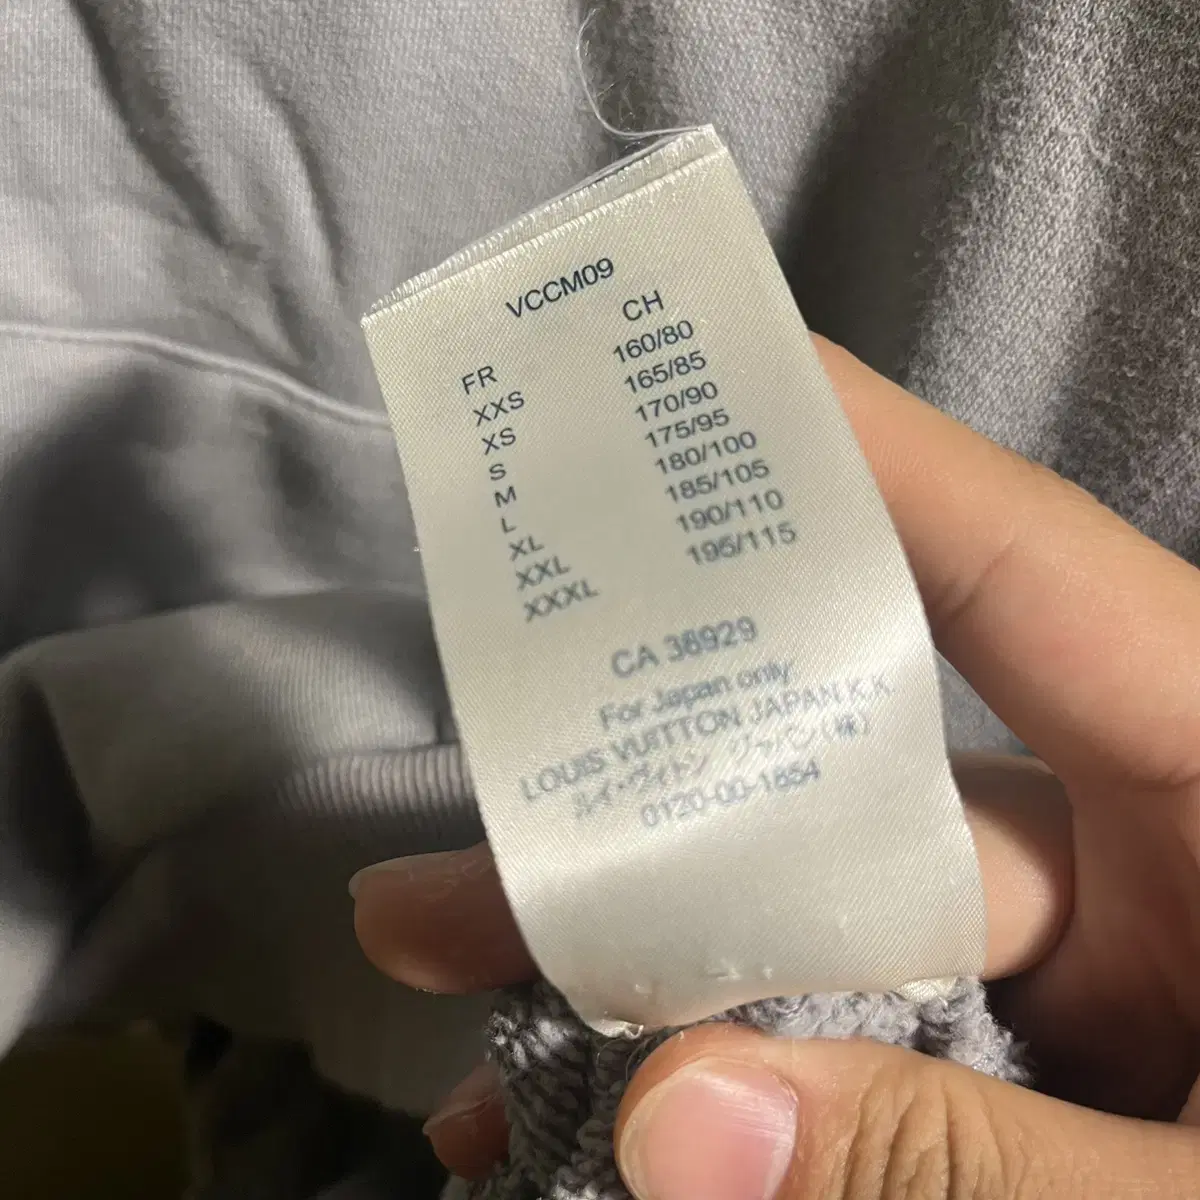 VCCM09
FR CH
XXS 160/80
XS 165/85
S 170/90
M 175/95
L 180/100
XL 185/105
XXL 190/110
XXXL 195/115
CA 36929
For Japan only
LOUIS VUITTON JAPAN K.K.
ルイ・ヴィトン ジャパン(株)
0120-00-1854